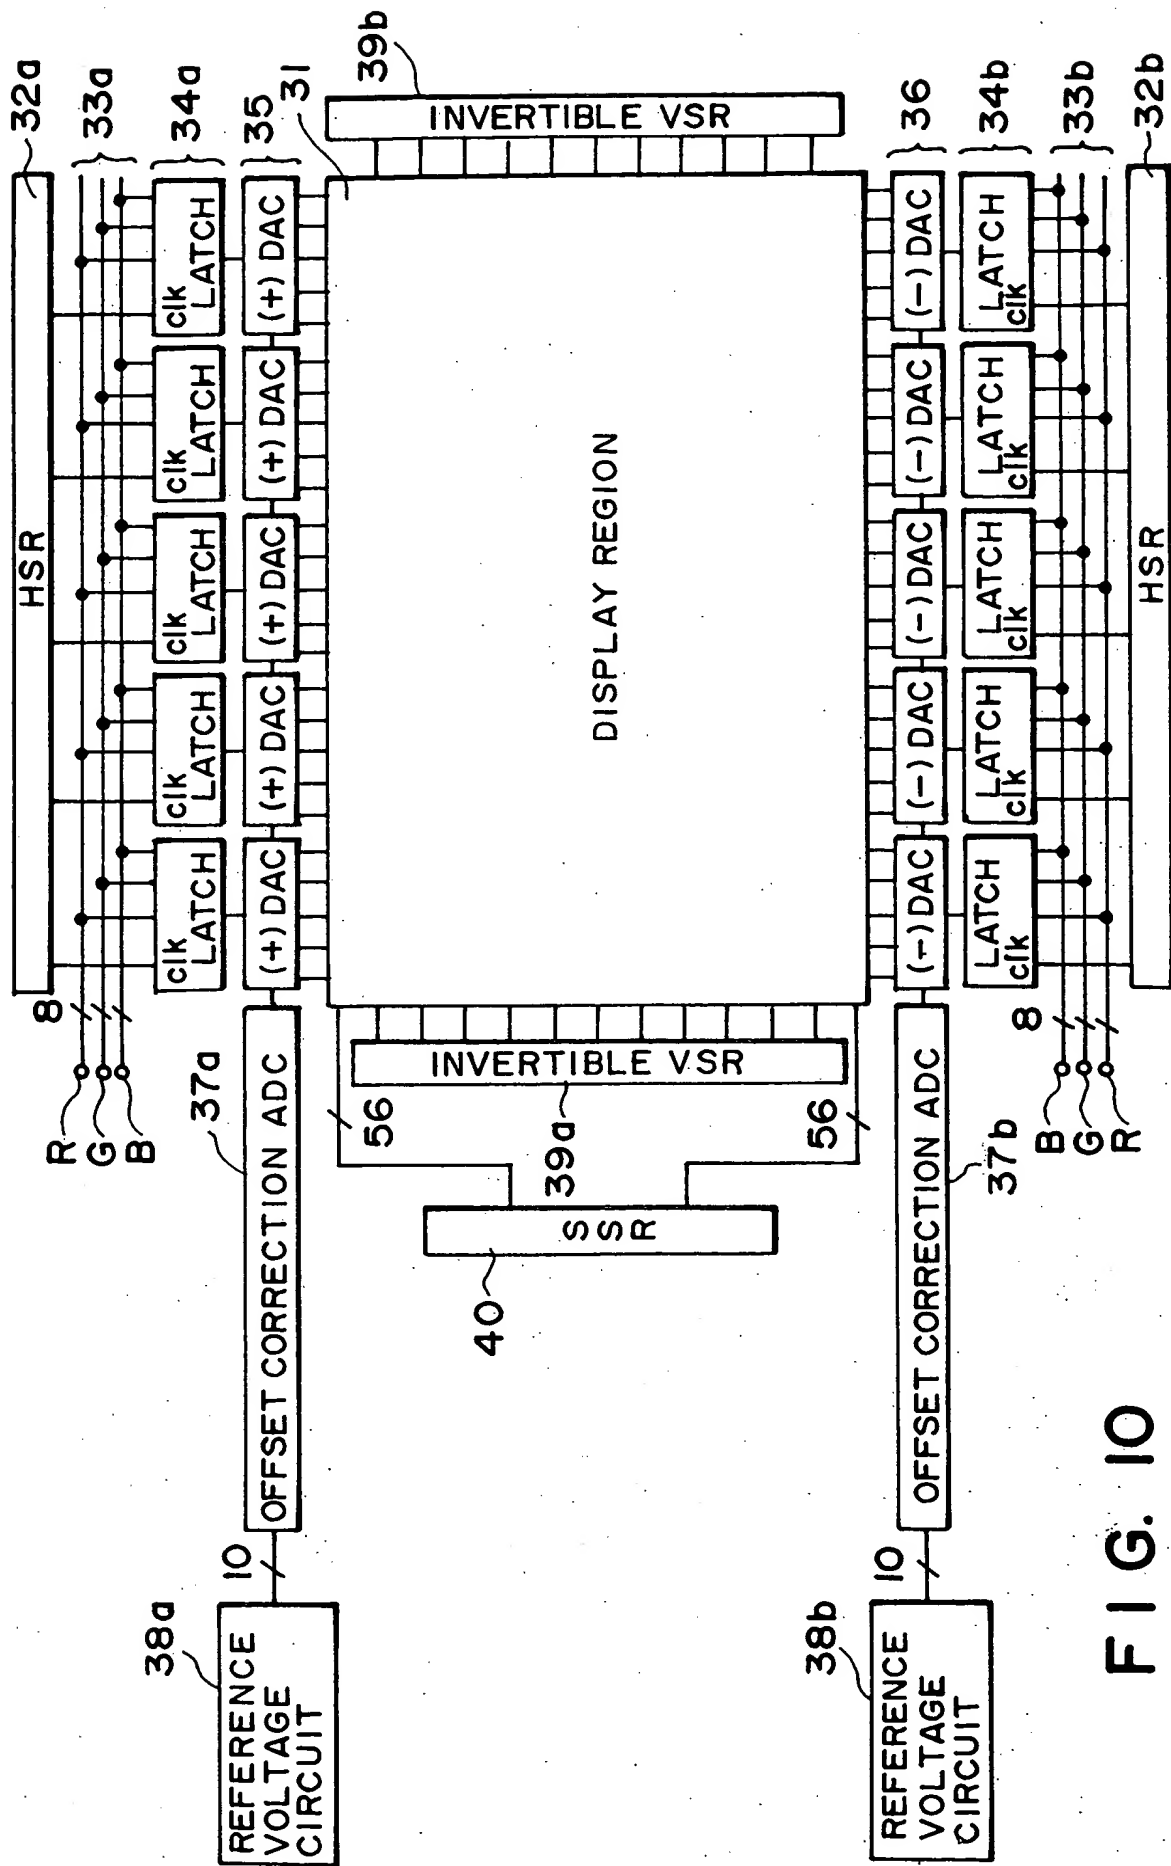 HSR
32a
33a
34a
35
31
39b
8
R
G
B
clk LATCH
clk LATCH
clk LATCH
clk LATCH
clk LATCH
(+) DAC
(+) DAC
(+) DAC
(+) DAC
(+) DAC
REFERENCE
VOLTAGE
CIRCUIT
38a
10
OFFSET CORRECTION ADC
37a
56
INVERTIBLE VSR
39a
SSR
40
DISPLAY REGION
INVERTIBLE VSR
56
REFERENCE
VOLTAGE
CIRCUIT
38b
10
OFFSET CORRECTION ADC
37b
(-) DAC
(-) DAC
(-) DAC
(-) DAC
(-) DAC
36
LATCH clk
LATCH clk
LATCH clk
LATCH clk
LATCH clk
34b
8
B
G
R
33b
HSR
32b
FIG. 10